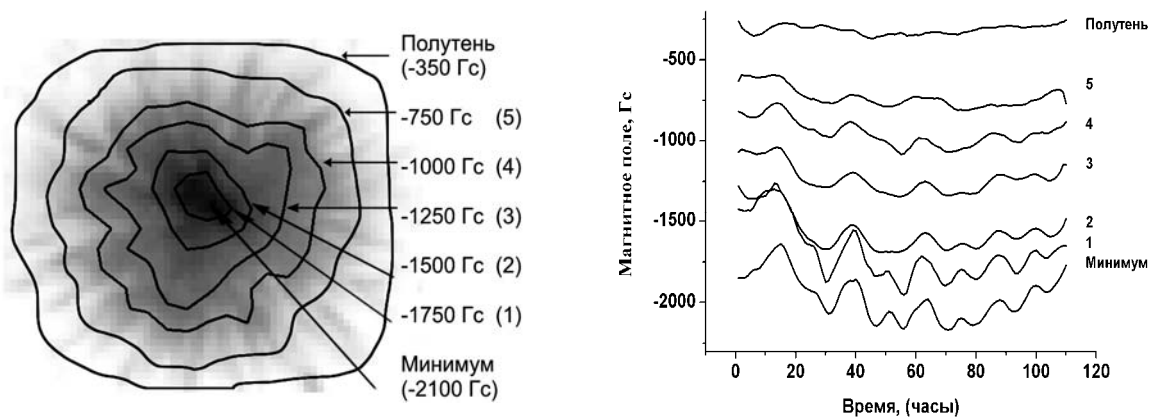 Полутень
(-350 Гс)
-750 Гс (5)
-1000 Гс (4)
-1250 Гс (3)
-1500 Гс (2)
-1750 Гс (1)
Минимум
(-2100 Гс)
Магнитное поле, Гс
-500
-1000
-1500
-2000
Полутень
5
4
3
2
1
Минимум
0 20 40 60 80 100 120
Время, (часы)